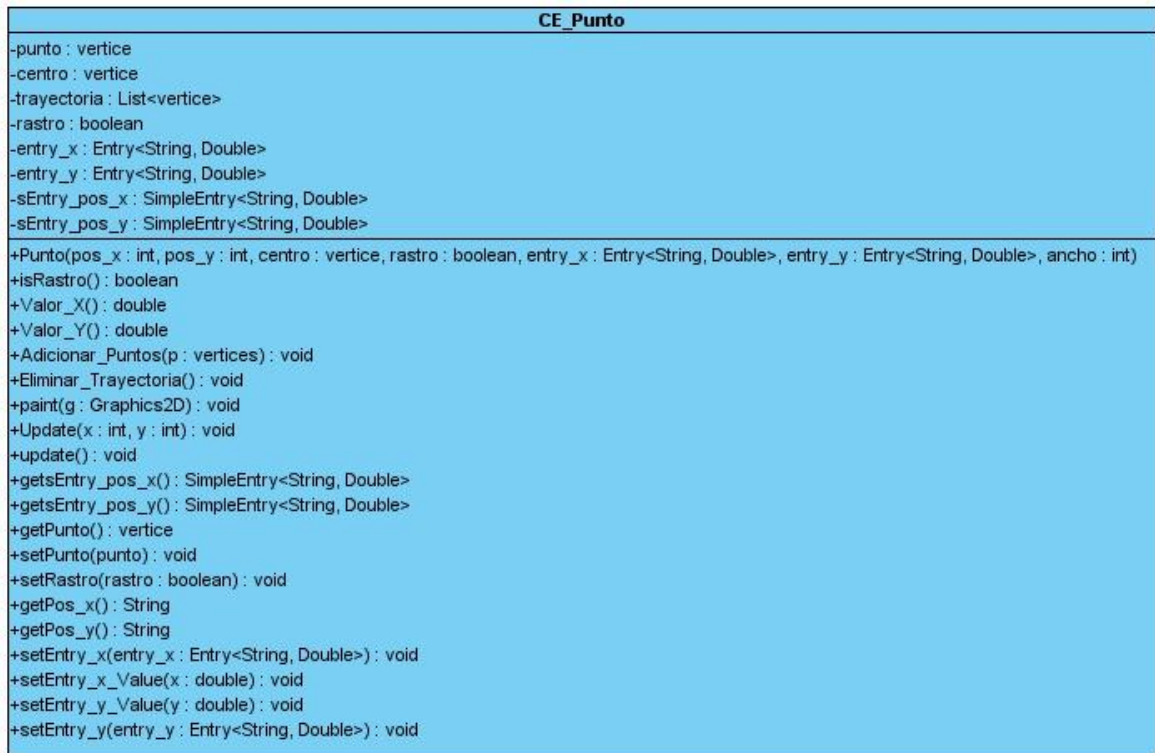 CE_Punto
-punto : vertice
-centro : vertice
-trayectoria : List<vertice>
-rastro : boolean
-entry_x : Entry<String, Double>
-entry_y : Entry<String, Double>
-sEntry_pos_x : SimpleEntry<String, Double>
-sEntry_pos_y : SimpleEntry<String, Double>
+Punto(pos_x : int, pos_y : int, centro : vertice, rastro : boolean, entry_x : Entry<String, Double>, entry_y : Entry<String, Double>, ancho : int)
+isRastro() : boolean
+Valor_X() : double
+Valor_Y() : double
+Adicionar_Puntos(p : vertices) : void
+Eliminar_Trayectoria() : void
+paint(g : Graphics2D) : void
+Update(x : int, y : int) : void
+update() : void
+getsEntry_pos_x() : SimpleEntry<String, Double>
+getsEntry_pos_y() : SimpleEntry<String, Double>
+getPunto() : vertice
+setPunto(punto) : void
+setRastro(rastro : boolean) : void
+getPos_x() : String
+getPos_y() : String
+setEntry_x(entry_x : Entry<String, Double>) : void
+setEntry_x_Value(x : double) : void
+setEntry_y_Value(y : double) : void
+setEntry_y(entry_y : Entry<String, Double>) : void